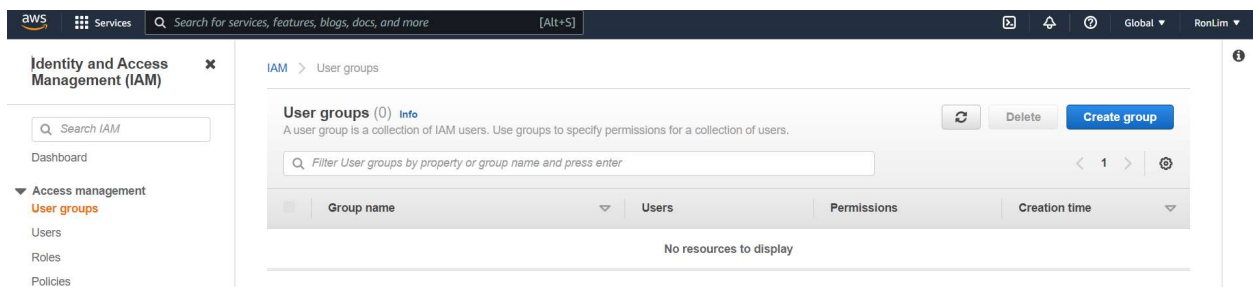 aws Services Search for services, features, blogs, docs, and more [Alt+S] Global RonLim
Identity and Access
Management (IAM)
Search IAM
Dashboard
Access management
User groups
Users
Roles
Policies
IAM > User groups
User groups (0) Info
A user group is a collection of IAM users. Use groups to specify permissions for a collection of users.
Delete
Create group
Filter User groups by property or group name and press enter
< 1 >
Group name Users Permissions Creation time
No resources to display